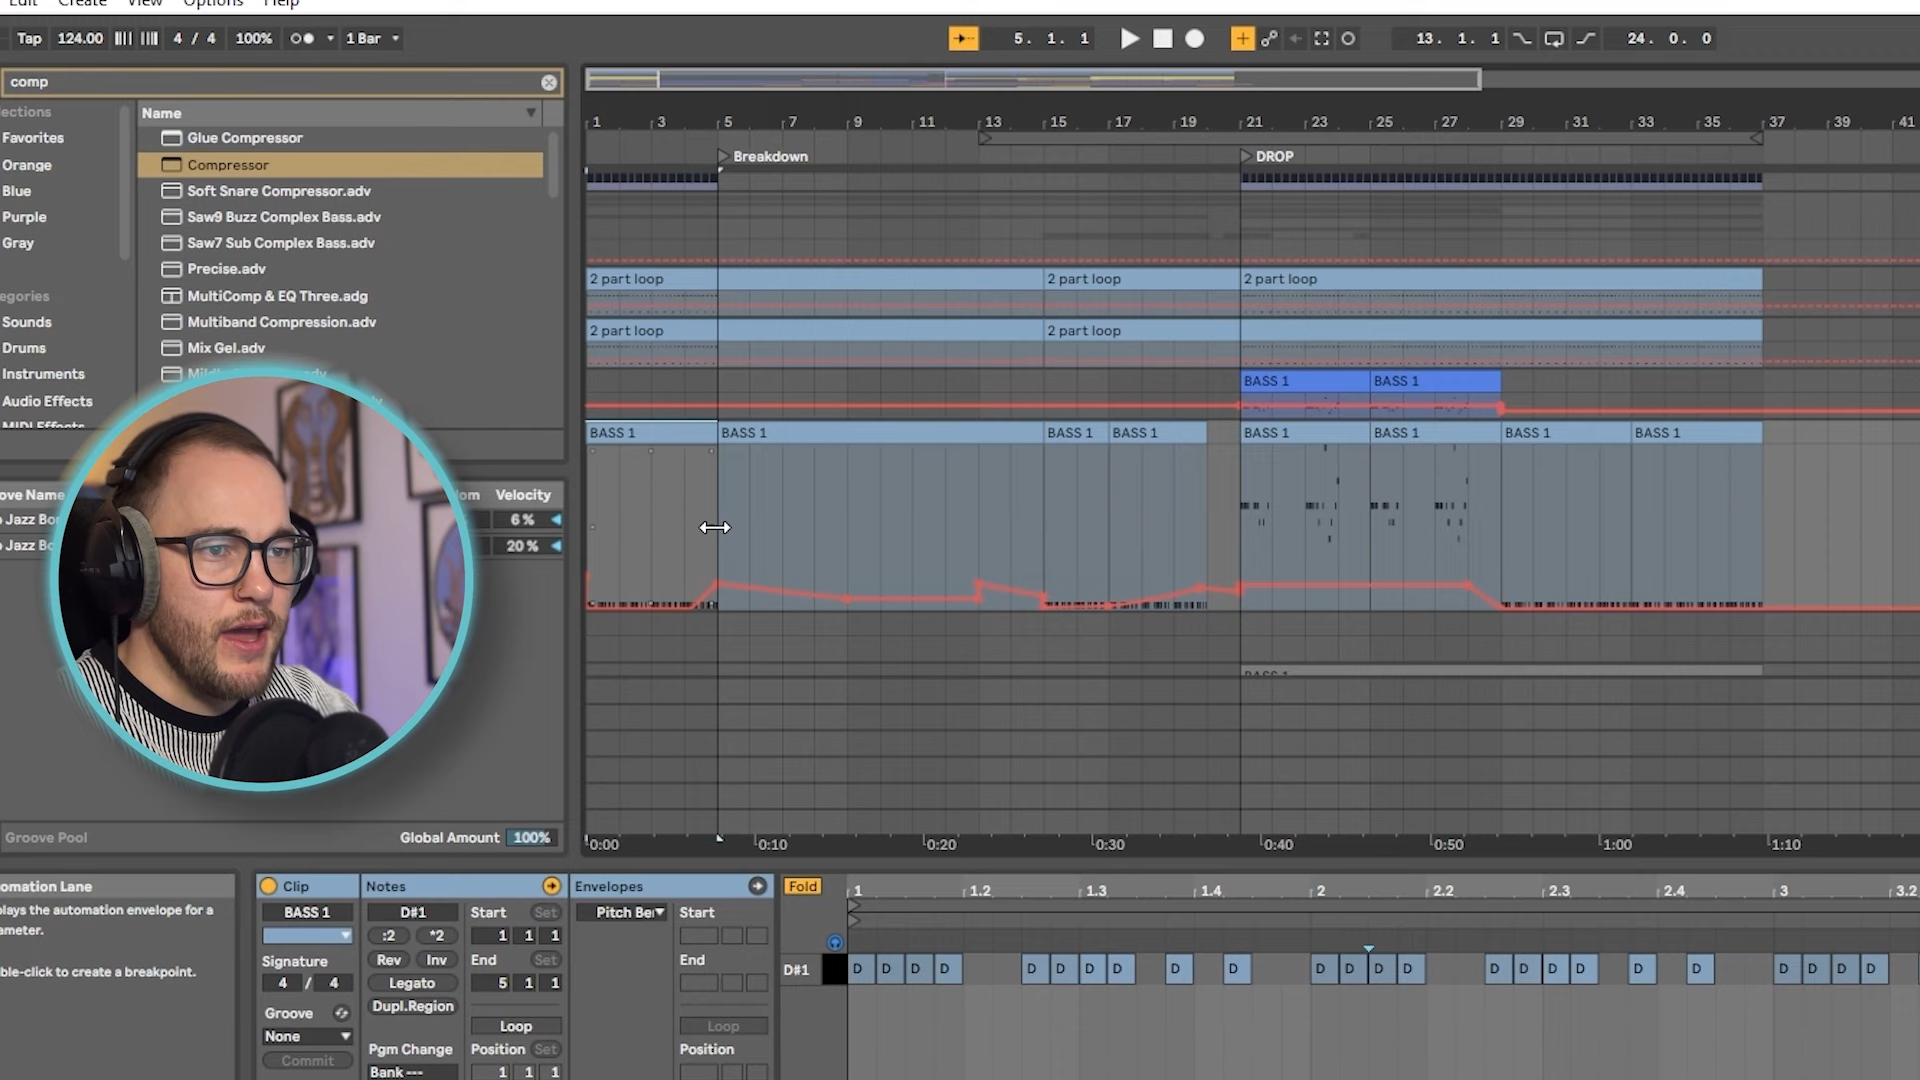 Edit Create View Options Help
Tap 124.00 4 / 4 100% 1 Bar 5. 1. 1 13. 1. 1 24. 0. 0
comp
lections
Favorites
Orange
Blue
Purple
Gray
egories
Sounds
Drums
Instruments
Audio Effects
MIDI Effects
Name
Glue Compressor
Compressor
Soft Snare Compressor.adv
Saw9 Buzz Complex Bass.adv
Saw7 Sub Complex Bass.adv
Precise.adv
MultiComp & EQ Three.adg
Multiband Compression.adv
Mix Gel.adv
1 3 5 7 9 11 13 15 17 19 21 23 25 27 29 31 33 35 37 39 41
Breakdown DROP
2 part loop 2 part loop 2 part loop
2 part loop 2 part loop
BASS 1 BASS 1
BASS 1 BASS 1 BASS 1 BASS 1 BASS 1 BASS 1 BASS 1 BASS 1
BASS 1
0:00 0:10 0:20 0:30 0:40 0:50 1:00 1:10
ove Name om Velocity
Jazz Bo 6%
Jazz Bo 20%
Groove Pool Global Amount 100%
omation Lane
plays the automation envelope for a
ameter.
ble-click to create a breakpoint.
Clip
BASS 1
Signature
4 / 4
Groove
None
Commit
Notes
D#1
:2 *2
Rev Inv
Legato
Dupl.Region
Pgm Change
Bank ---
Start Set
1 1 1
End Set
5 1 1
Loop
Position Set
1 1 1
Envelopes
Pitch Be
Start
End
Loop
Position
Fold
1 1.2 1.3 1.4 2 2.2 2.3 2.4 3 3.2
D#1 D D D D D D D D D D D D D D D D D D D D D D D D